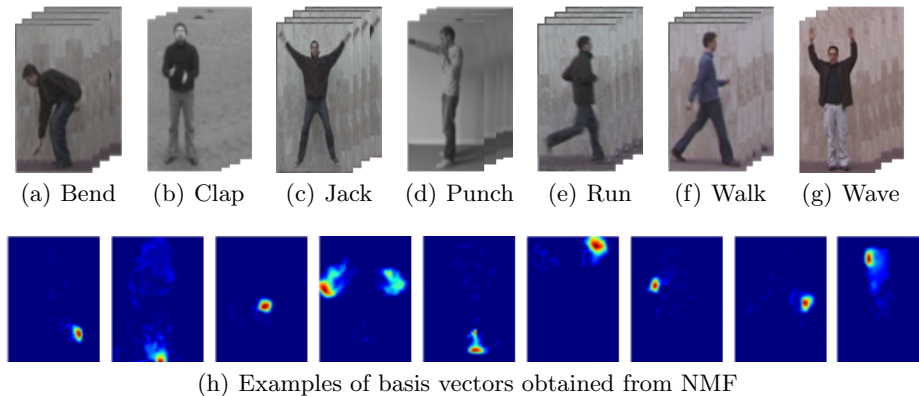 (a) Bend (b) Clap (c) Jack (d) Punch (e) Run (f) Walk (g) Wave
(h) Examples of basis vectors obtained from NMF